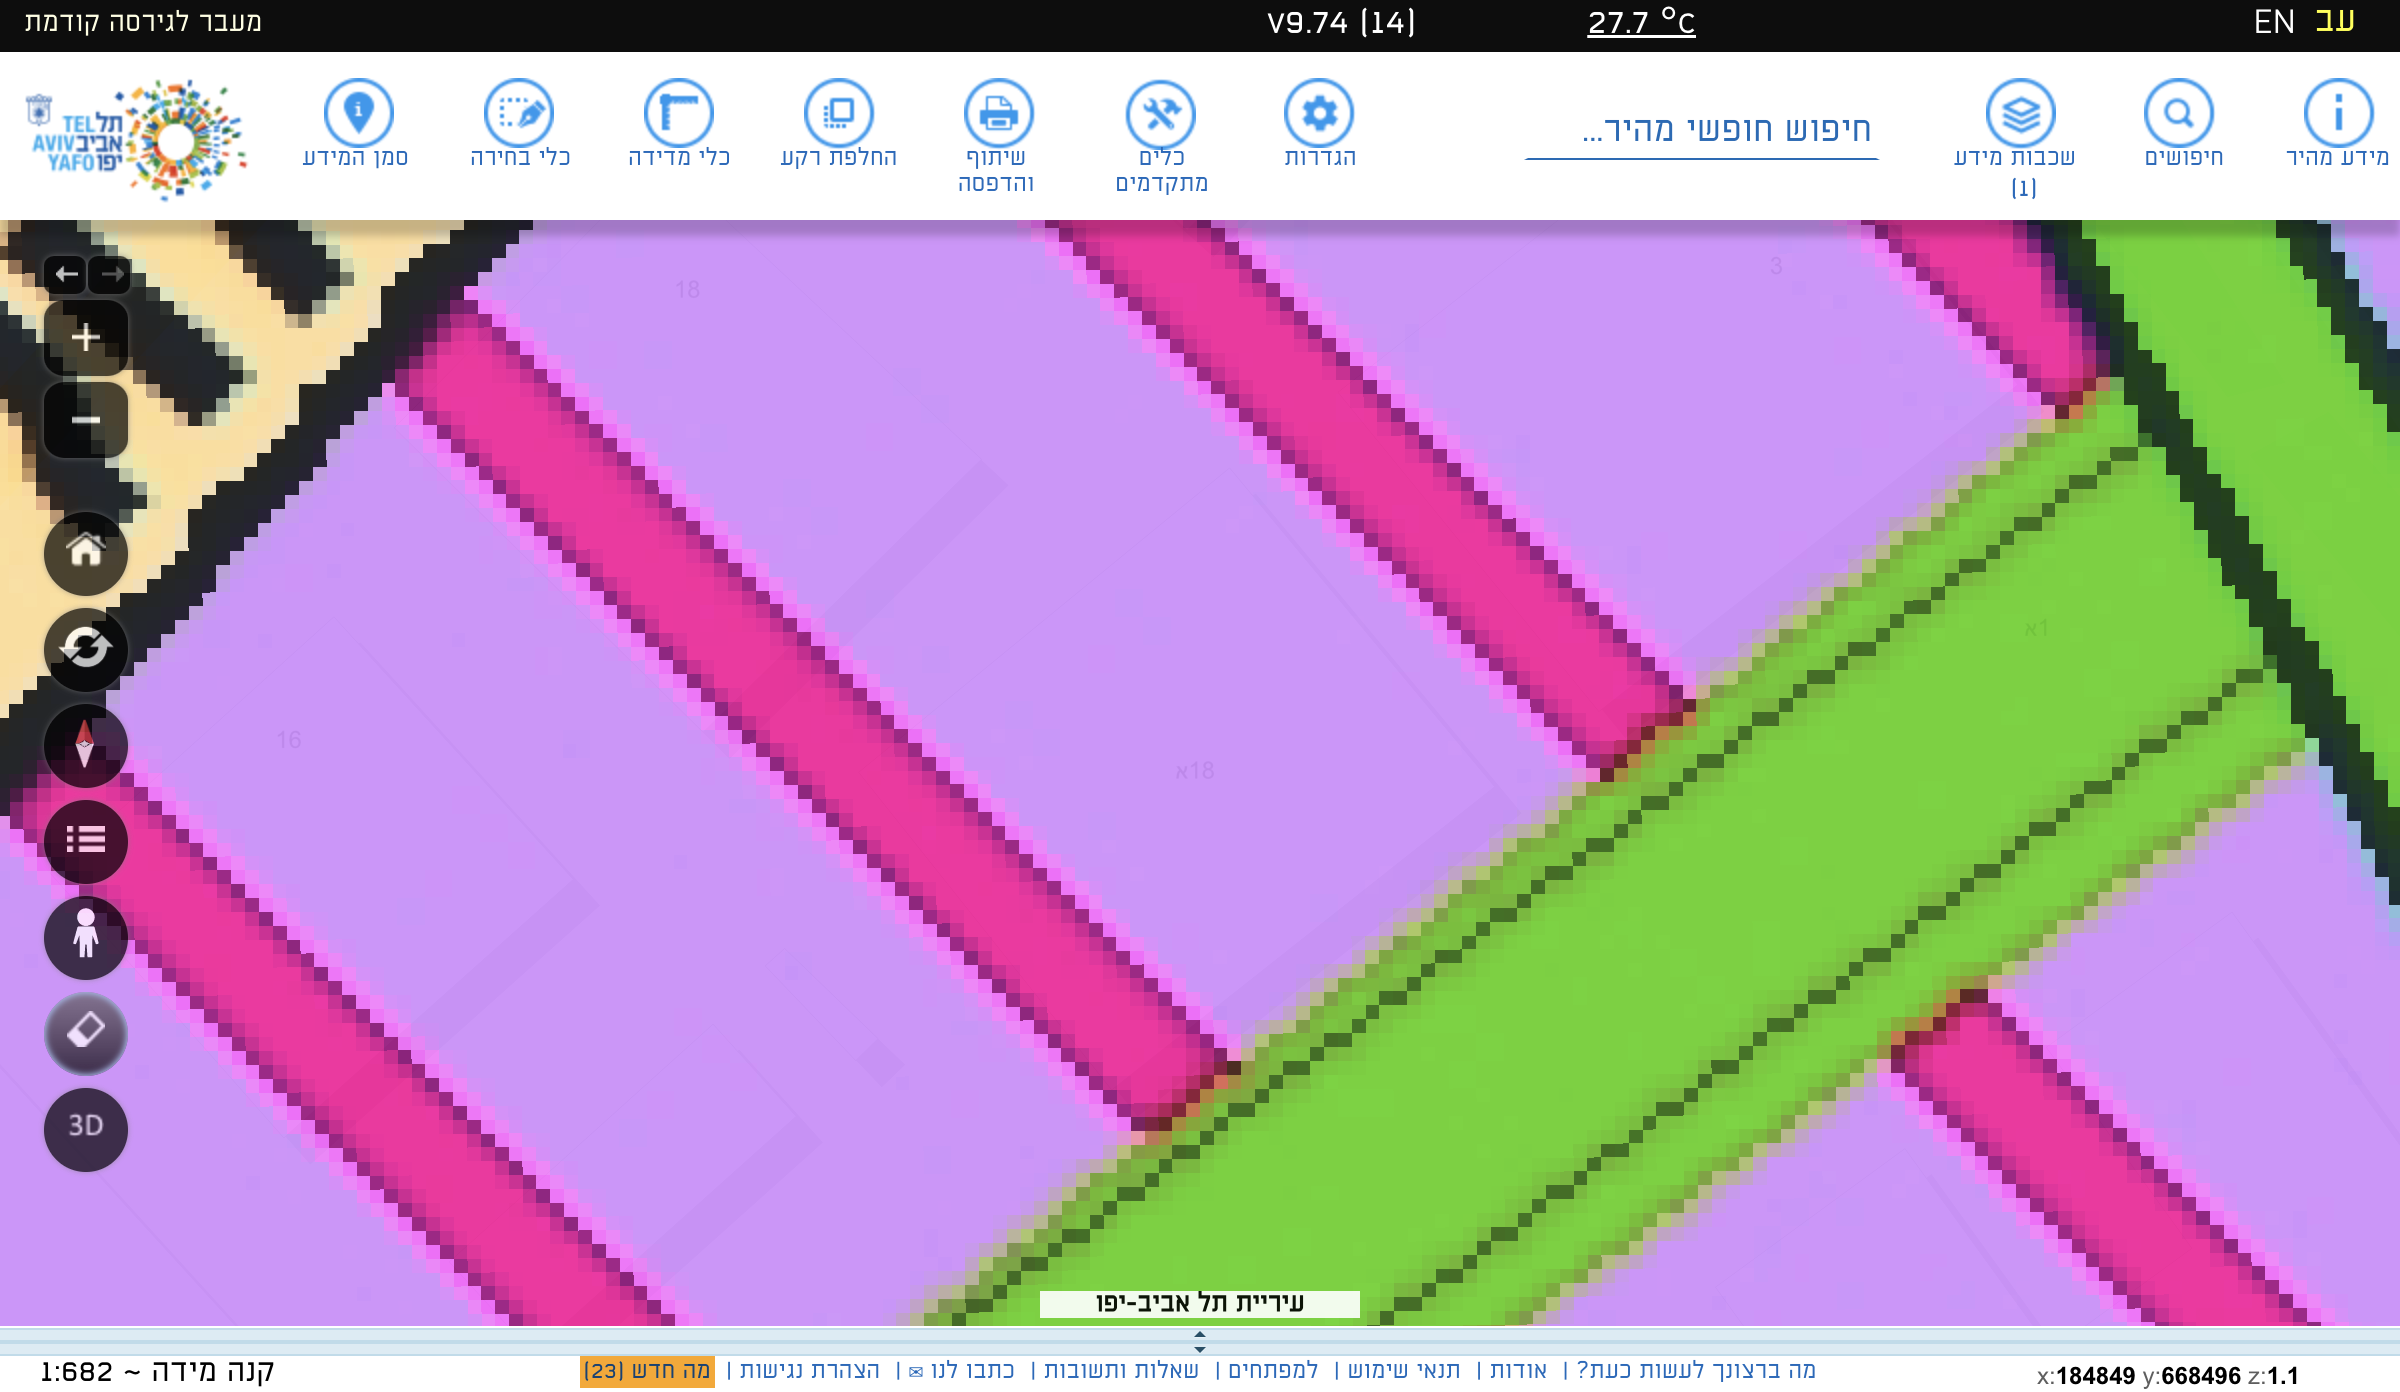 עב EN
27.7 °C
V9.74 (14)
מעבר לגירסה קודמת
מידע מהיר
חיפושים
שכבות מידע
(1)
חיפוש חופשי מהיר...
הגדרות
כלים
מתקדמים
שיתוף
והדפסה
החלפת רקע
כלי מדידה
כלי בחירה
סמן המידע
תל
אביב
יפו
TEL
AVIV
YAFO
3
18
א1
16
א18
3D
עיריית תל אביב-יפו
מה ברצונך לעשות כעת? | אודות | תנאי שימוש | למפתחים | שאלות ותשובות | כתבו לנו ✉ | הצהרת נגישות | מה חדש (23)
קנה מידה ~ 1:682
x:184849 y:668496 z:1.1